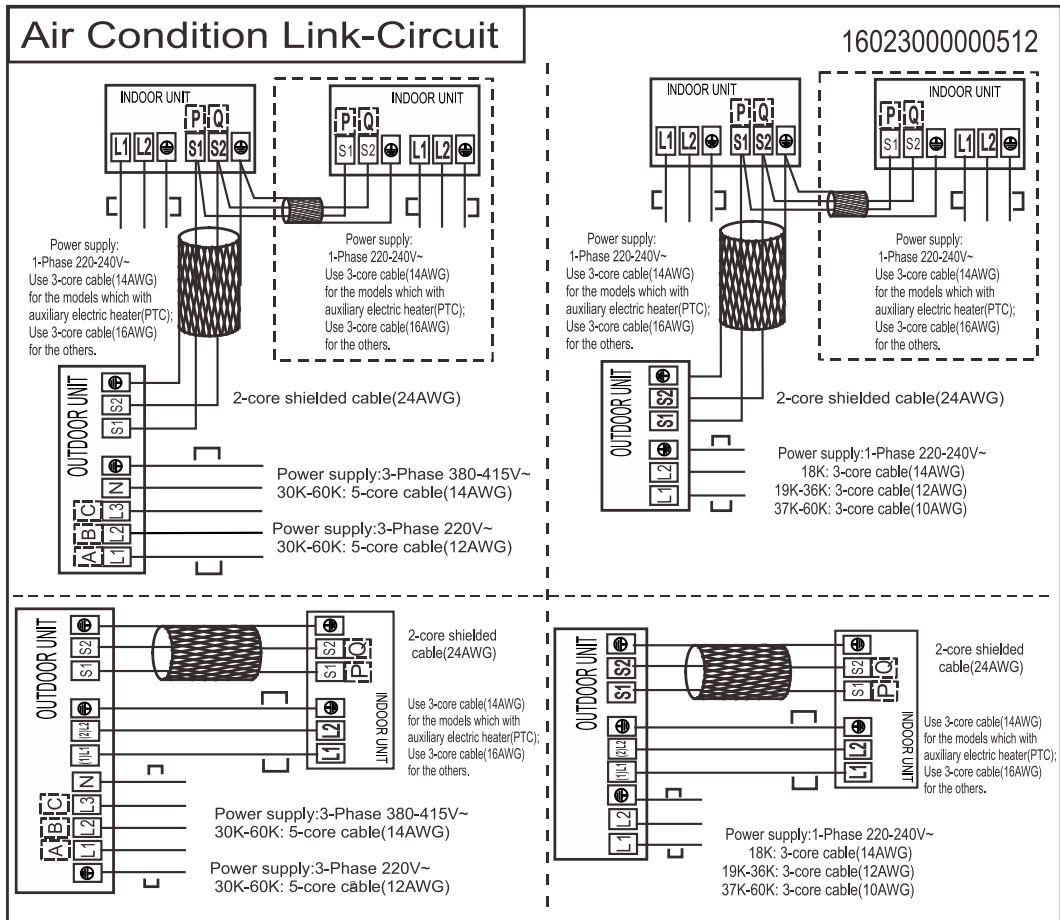 Air Condition Link-Circuit
16023000000512
INDOOR UNIT
P Q
L1 L2 S1 S2
INDOOR UNIT
P Q
S1 S2 L1 L2
Power supply:
1-Phase 220-240V~
Use 3-core cable(14AWG)
for the models which with
auxiliary electric heater(PTC);
Use 3-core cable(16AWG)
for the others.
Power supply:
1-Phase 220-240V~
Use 3-core cable(14AWG)
for the models which with
auxiliary electric heater(PTC);
Use 3-core cable(16AWG)
for the others.
OUTDOOR UNIT
S2
S1
N
C L3
B L2
A L1
2-core shielded cable(24AWG)
Power supply:3-Phase 380-415V~
30K-60K: 5-core cable(14AWG)
Power supply:3-Phase 220V~
30K-60K: 5-core cable(12AWG)
INDOOR UNIT
P Q
L1 L2 S1 S2
INDOOR UNIT
P Q
S1 S2 L1 L2
Power supply:
1-Phase 220-240V~
Use 3-core cable(14AWG)
for the models which with
auxiliary electric heater(PTC);
Use 3-core cable(16AWG)
for the others.
Power supply:
1-Phase 220-240V~
Use 3-core cable(14AWG)
for the models which with
auxiliary electric heater(PTC);
Use 3-core cable(16AWG)
for the others.
OUTDOOR UNIT
S2
S1
L2
L1
2-core shielded cable(24AWG)
Power supply:1-Phase 220-240V~
18K: 3-core cable(14AWG)
19K-36K: 3-core cable(12AWG)
37K-60K: 3-core cable(10AWG)
OUTDOOR UNIT
S2
S1
(2)L2
(1)L1
N
C L3
B L2
A L1
S2 Q
S1 P
L2
L1
INDOOR UNIT
2-core shielded
cable(24AWG)
Use 3-core cable(14AWG)
for the models which with
auxiliary electric heater(PTC);
Use 3-core cable(16AWG)
for the others.
Power supply:3-Phase 380-415V~
30K-60K: 5-core cable(14AWG)
Power supply:3-Phase 220V~
30K-60K: 5-core cable(12AWG)
OUTDOOR UNIT
S2
S1
(2)L2
(1)L1
L2
L1
S2 Q
S1 P
L2
L1
INDOOR UNIT
2-core shielded
cable(24AWG)
Use 3-core cable(14AWG)
for the models which with
auxiliary electric heater(PTC);
Use 3-core cable(16AWG)
for the others.
Power supply:1-Phase 220-240V~
18K: 3-core cable(14AWG)
19K-36K: 3-core cable(12AWG)
37K-60K: 3-core cable(10AWG)